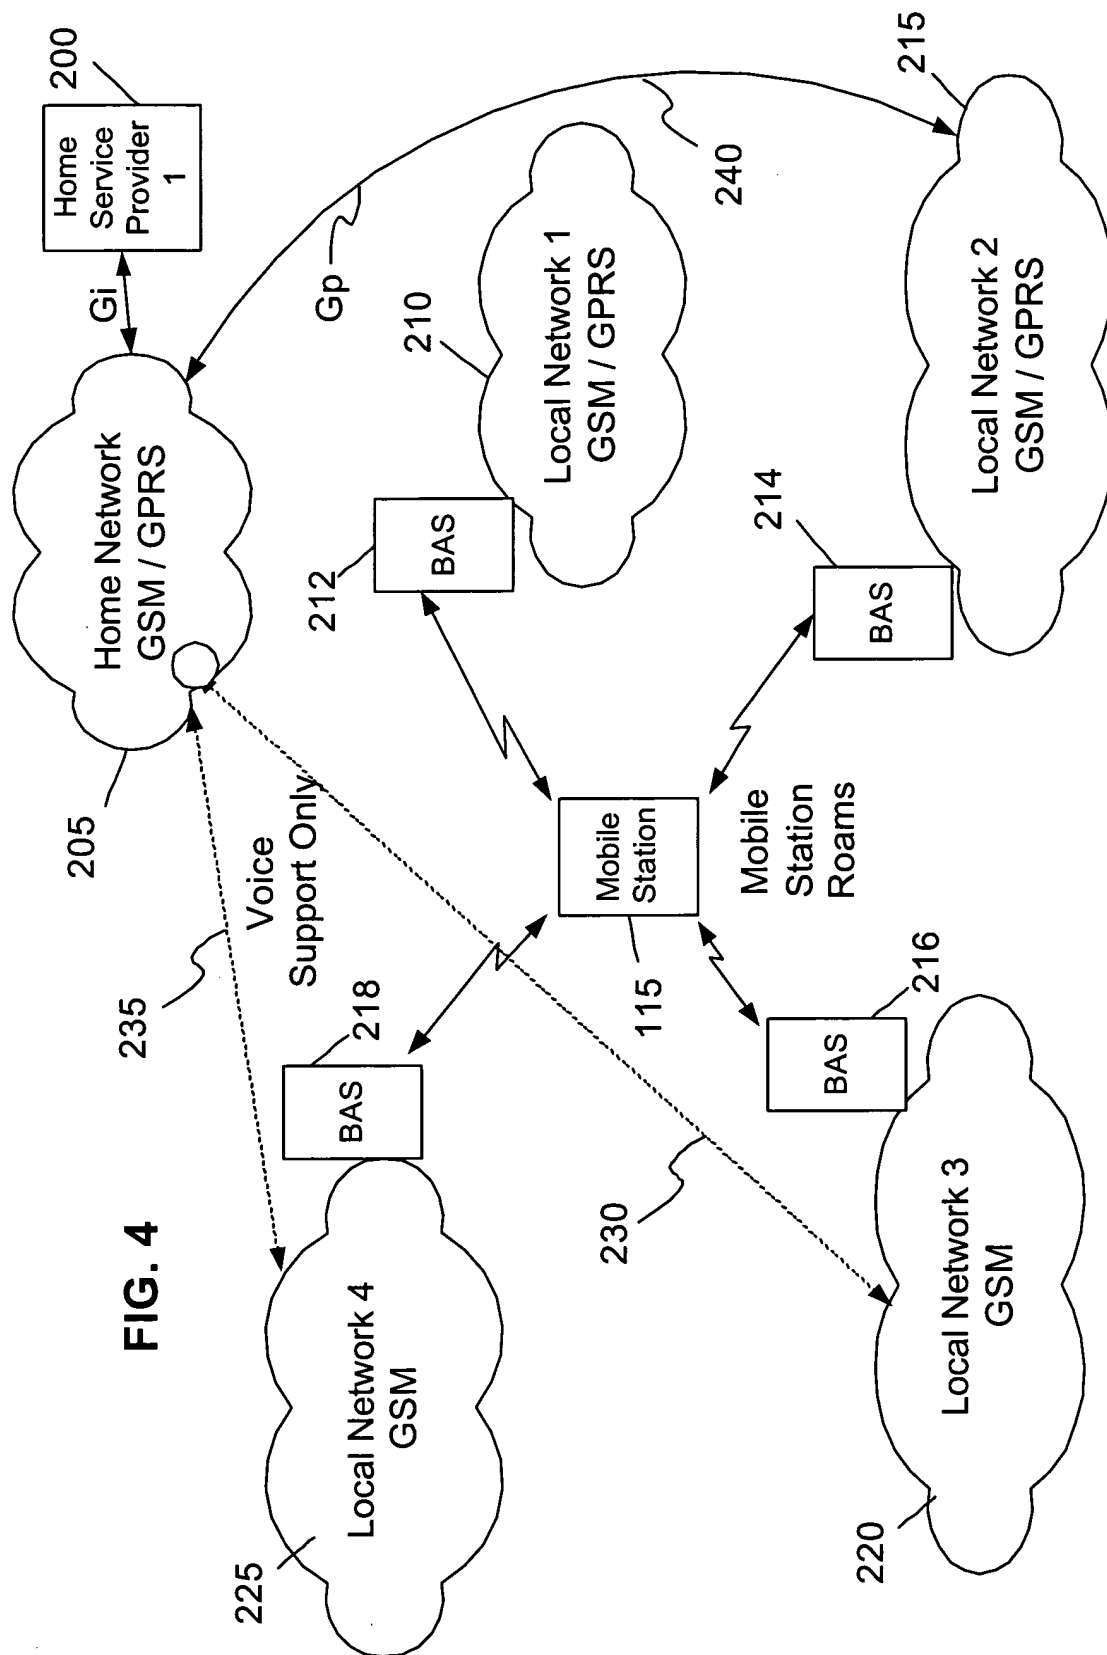 FIG. 4
200
Home
Service
Provider
1
Gi
Home Network
GSM / GPRS
205
Gp
240
215
Local Network 2
GSM / GPRS
214
BAS
210
Local Network 1
GSM / GPRS
212
BAS
Voice
Support Only
235
230
Mobile
Station
115
Mobile
Station
Roams
218
BAS
Local Network 4
GSM
225
216
BAS
Local Network 3
GSM
220